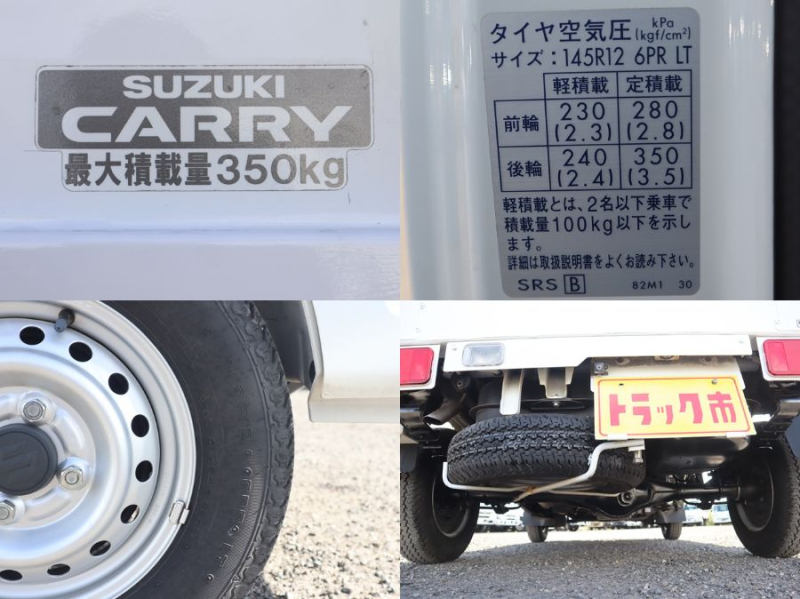 SUZUKI
CARRY
最大積載量350kg
タイヤ空気圧 kPa (kgf/cm²)
サイズ：145R12 6PR LT
軽積載 定積載
前輪 230 (2.3) 280 (2.8)
後輪 240 (2.4) 350 (3.5)
軽積載とは、2名以下乗車で
積載量100kg以下を示し
ます。
詳細は取扱説明書をよくお読み下さい。
SRS B 82M1 30
トラック市